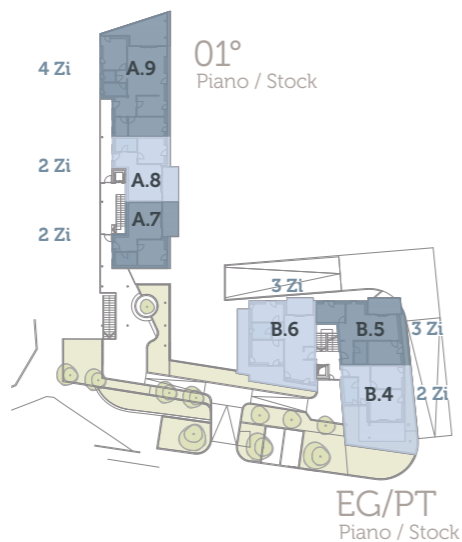 01°
Piano / Stock
4 Zi
A.9
2 Zi
A.8
2 Zi
A.7
3 Zi
B.6
B.5
3 Zi
B.4
2 Zi
EG/PT
Piano / Stock